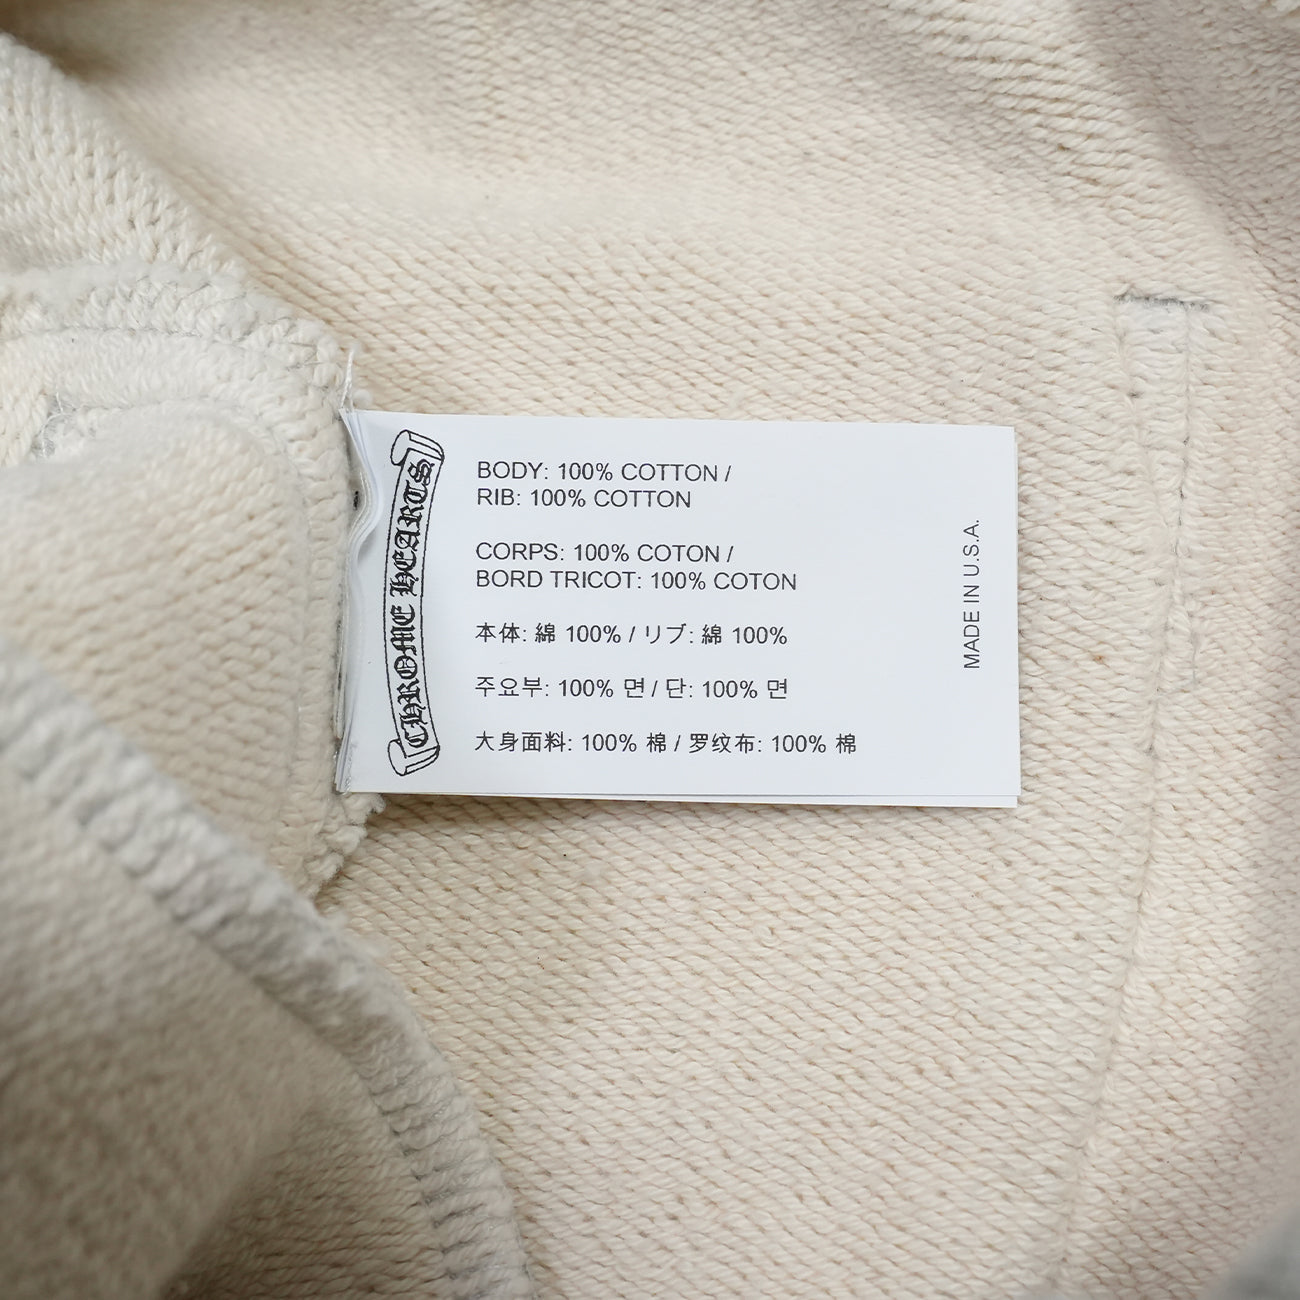 CHROME HEARTS
BODY: 100% COTTON /
RIB: 100% COTTON
CORPS: 100% COTON /
BORD TRICOT: 100% COTON
本体: 綿 100% / リブ: 綿 100%
주요부: 100% 면 / 단: 100% 면
大身面料: 100% 棉 / 罗纹布: 100% 棉
MADE IN U.S.A.